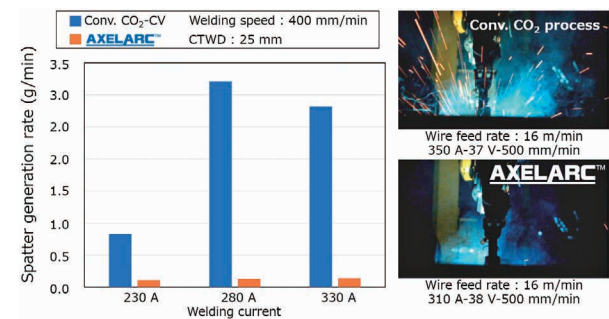 Conv. CO₂-CV Welding speed : 400 mm/min
AXELARC™ CTWD : 25 mm
Spatter generation rate (g/min)
3.5
3.0
2.0
1.5
1.0
0.5
0.0
230 A 280 A 330 A
Welding current
Conv. CO₂ process
Wire feed rate : 16 m/min
350 A-37 V-500 mm/min
AXELARC™
Wire feed rate : 16 m/min
310 A-38 V-500 mm/min